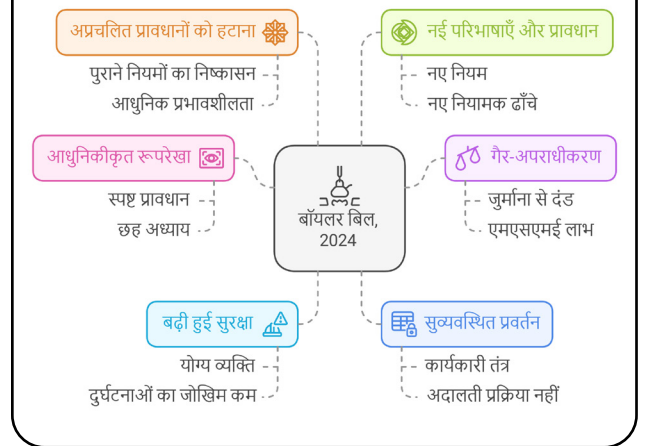 अप्रचलित प्रावधानों को हटाना
पुराने नियमों का निष्कासन
आधुनिक प्रभावशीलता
नई परिभाषाएँ और प्रावधान
नए नियम
नए नियामक ढाँचे
आधुनिकीकृत रूपरेखा
स्पष्ट प्रावधान
छह अध्याय
बॉयलर बिल,
2024
गैर-अपराधीकरण
जुर्माना से दंड
एमएसएमई लाभ
बढ़ी हुई सुरक्षा
योग्य व्यक्ति
दुर्घटनाओं का जोखिम कम
सुव्यवस्थित प्रवर्तन
कार्यकारी तंत्र
अदालती प्रक्रिया नहीं